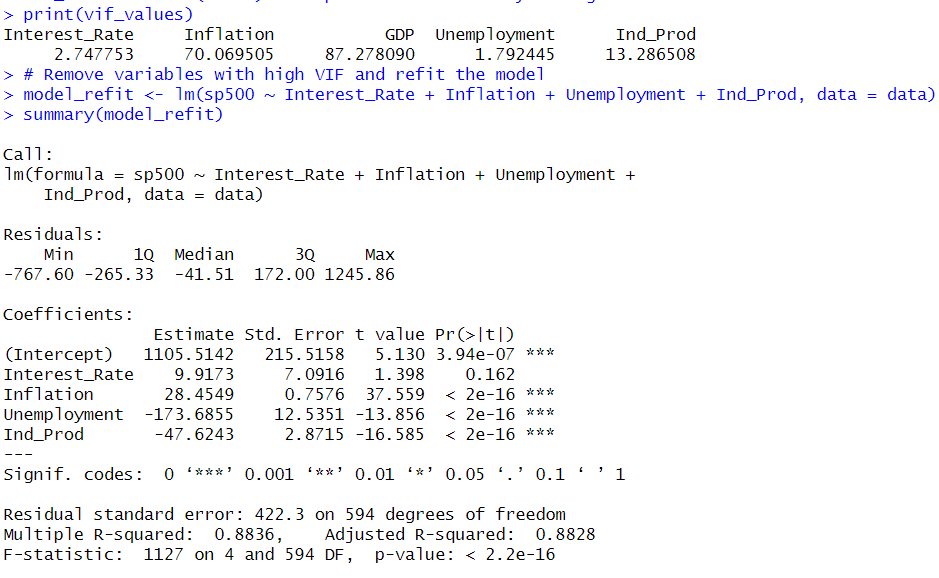 > print(vif_values)
Interest_Rate     Inflation           GDP  Unemployment      Ind_Prod
     2.747753     70.069505     87.278090      1.792445     13.286508
> # Remove variables with high VIF and refit the model
> model_refit <- lm(sp500 ~ Interest_Rate + Inflation + Unemployment + Ind_Prod, data = data)
> summary(model_refit)

Call:
lm(formula = sp500 ~ Interest_Rate + Inflation + Unemployment +
    Ind_Prod, data = data)

Residuals:
    Min      1Q  Median      3Q     Max
-767.60 -265.33  -41.51  172.00 1245.86

Coefficients:
               Estimate Std. Error t value Pr(>|t|)
(Intercept)   1105.5142   215.5158   5.130 3.94e-07 ***
Interest_Rate    9.9173     7.0916   1.398    0.162
Inflation       28.4549     0.7576  37.559  < 2e-16 ***
Unemployment  -173.6855    12.5351 -13.856  < 2e-16 ***
Ind_Prod       -47.6243     2.8715 -16.585  < 2e-16 ***
---
Signif. codes:  0 ‘***’ 0.001 ‘**’ 0.01 ‘*’ 0.05 ‘.’ 0.1 ‘ ’ 1

Residual standard error: 422.3 on 594 degrees of freedom
Multiple R-squared:  0.8836,    Adjusted R-squared:  0.8828
F-statistic:  1127 on 4 and 594 DF,  p-value: < 2.2e-16